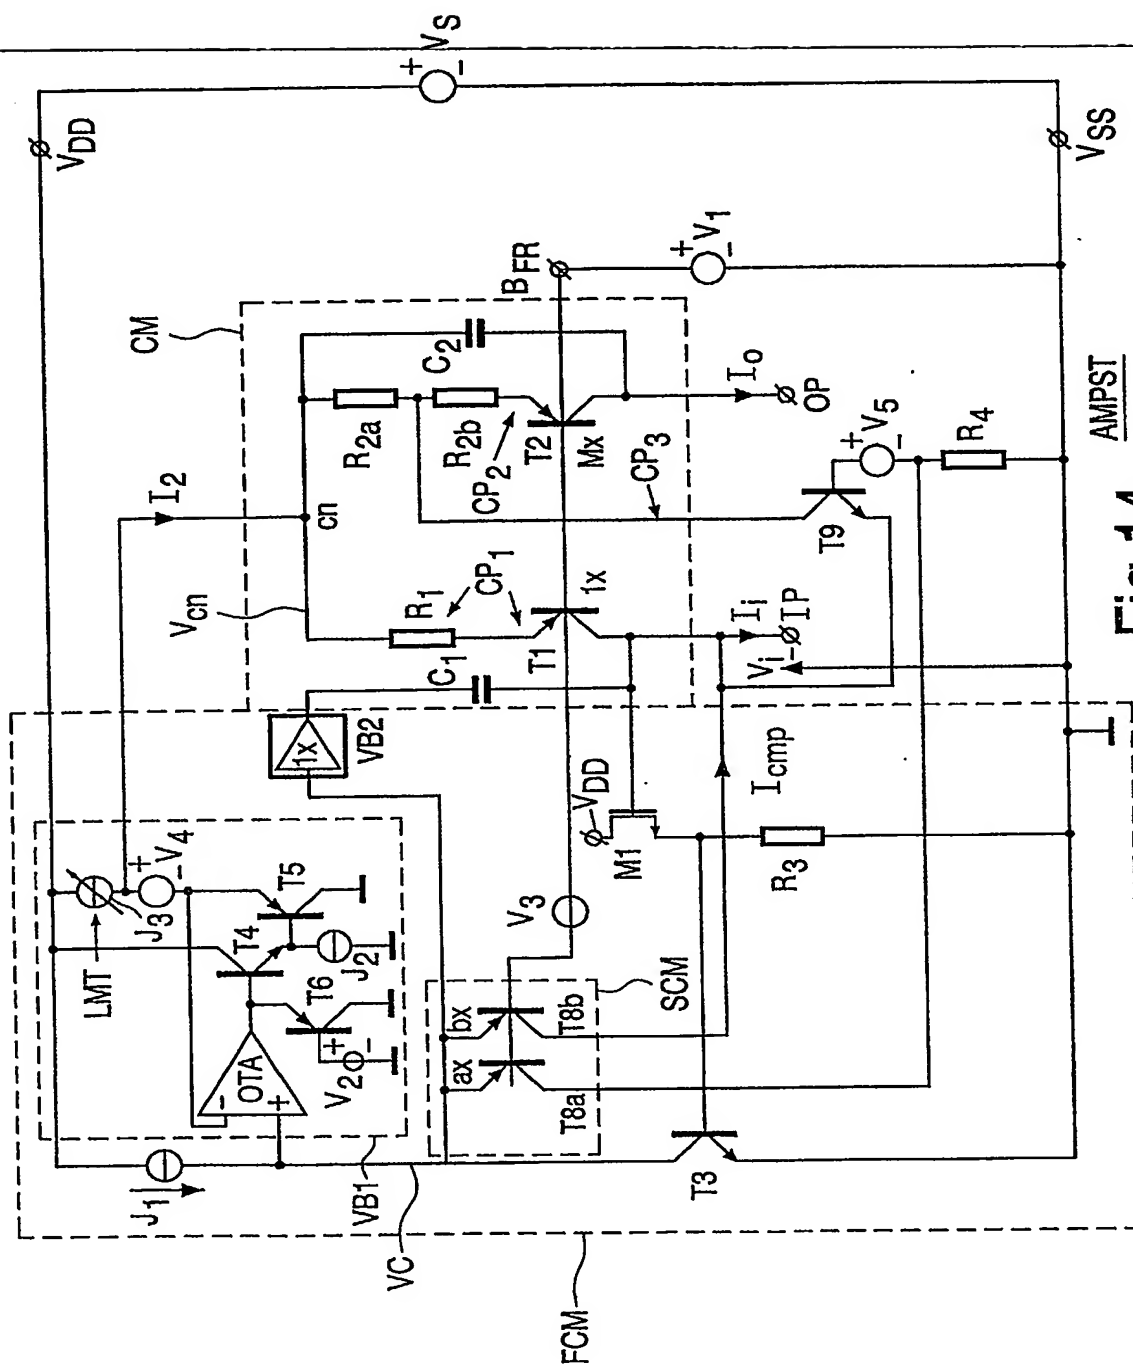 VS
+
-
VDD
VSS
BFR
+
V1
-
CM
C2
R2a
R2b
CP2
T2
Mx
Io
OP
I2
cn
CP3
+
V5
-
R4
AMPST
T9
Vcn
R1
CP1
C1
T1
1x
Ii
IP
Vi
1x
VB2
Icmp
VDD
M1
R3
V3
+
V4
-
J3
T5
LMT
T4
J2
T6
+
V2
-
OTA
-
+
SCM
bx
ax
T8b
T8a
J1
VB1
VC
T3
FCM